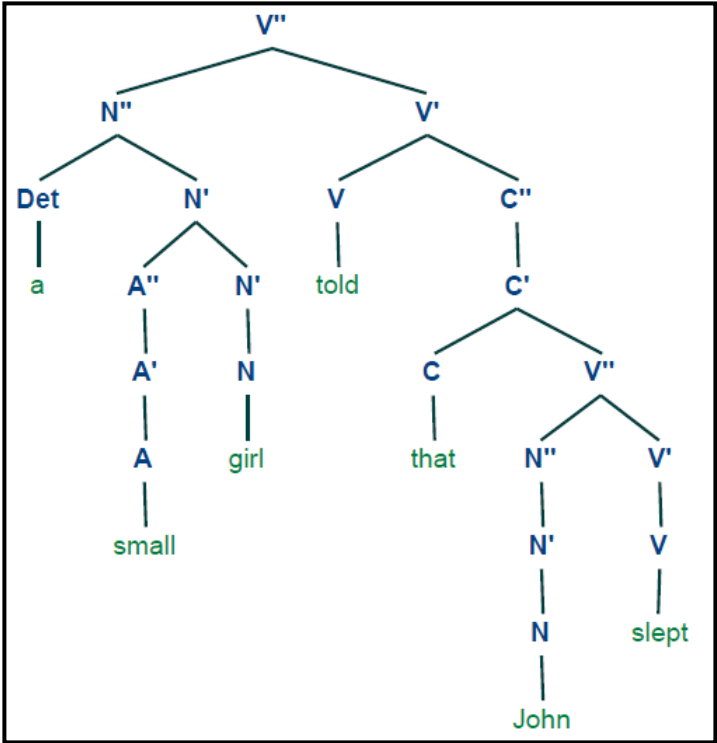 V"
N" V'
Det N' V C"
a A" N' told C'
A' N C V"
A girl that N" V'
small N' V
N slept
John